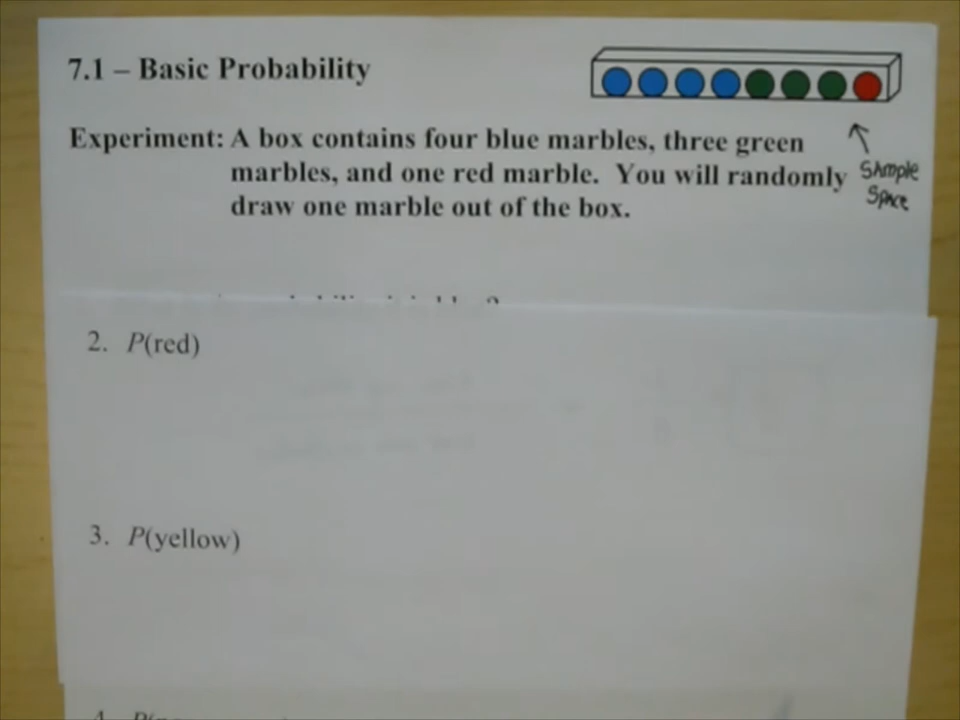 7.1 – Basic Probability
Experiment: A box contains four blue marbles, three green
marbles, and one red marble. You will randomly
draw one marble out of the box.
SAmple
SpAce
2. P(red)
3. P(yellow)